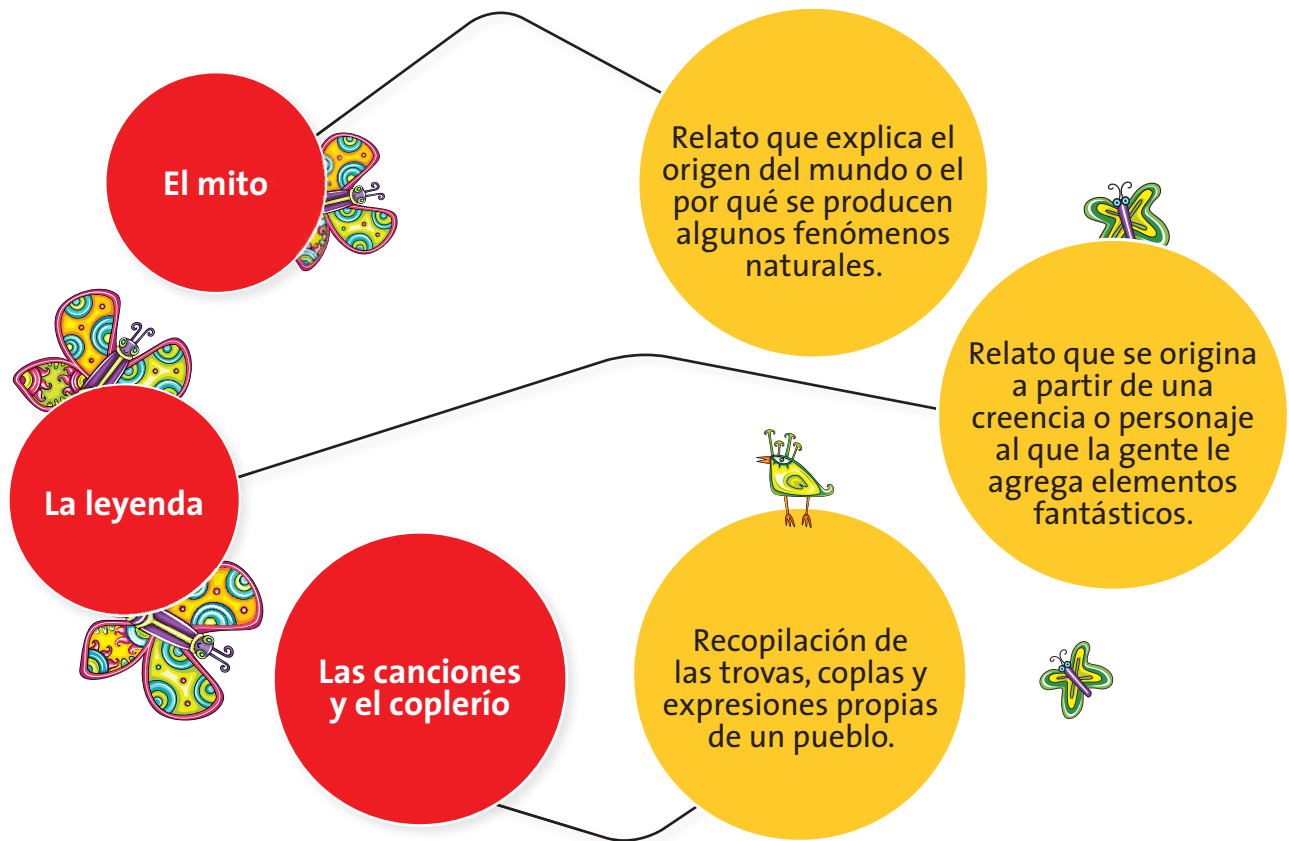 El mito
Relato que explica el
origen del mundo o el
por qué se producen
algunos fenómenos
naturales.
La leyenda
Relato que se origina
a partir de una
creencia o personaje
al que la gente le
agrega elementos
fantásticos.
Las canciones
y el coplerío
Recopilación de
las trovas, coplas y
expresiones propias
de un pueblo.